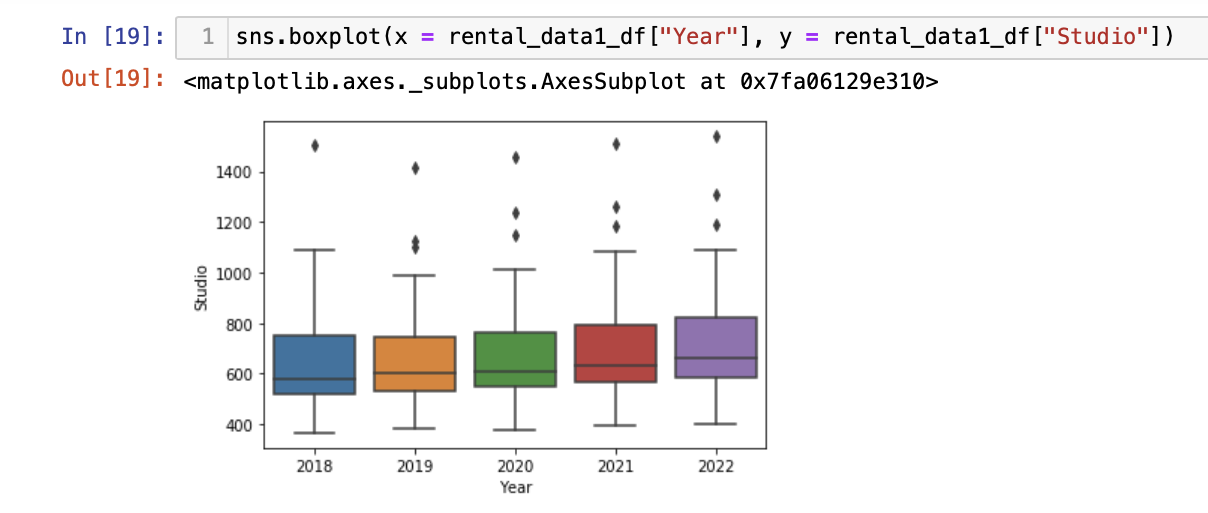 In [19]: 1 sns.boxplot(x = rental_data1_df["Year"], y = rental_data1_df["Studio"])
Out[19]: <matplotlib.axes._subplots.AxesSubplot at 0x7fa06129e310>
1400
1200
1000
800
600
400
Studio
2018 2019 2020 2021 2022
Year